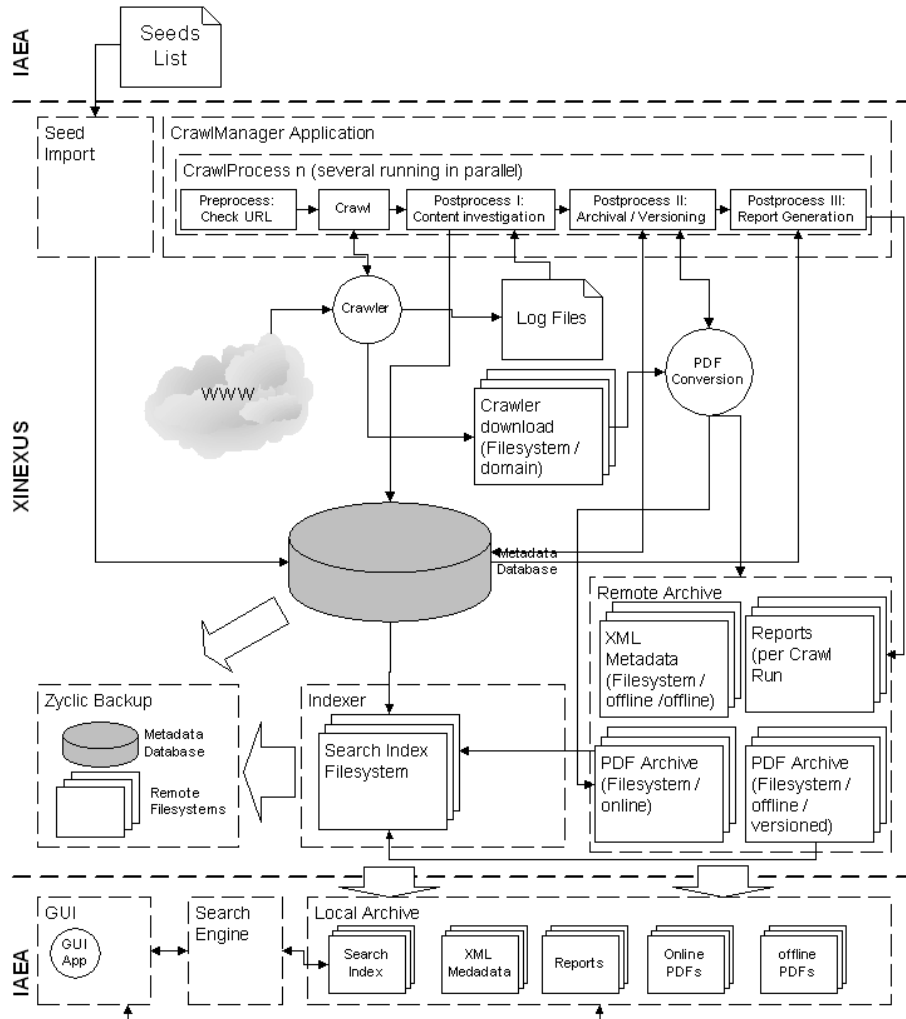 IAEA
Seeds
List
XINEXUS
Seed
Import
CrawlManager Application
CrawlProcess n (several running in parallel)
Preprocess:
Check URL
Crawl
Postprocess I:
Content investigation
Postprocess II:
Archival / Versioning
Postprocess III:
Report Generation
Crawler
Log Files
WWW
PDF
Conversion
Crawler
download
(Filesystem /
domain)
Metadata
Database
Remote Archive
XML
Metadata
(Filesystem /
offline /offline)
Reports
(per Crawl
Run
Zyclic Backup
Metadata
Database
Remote
Filesystems
Indexer
Search Index
Filesystem
PDF Archive
(Filesystem /
online)
PDF Archive
(Filesystem /
offline /
versioned)
IAEA
GUI
GUI
App
Search
Engine
Local Archive
Search
Index
XML
Medadata
Reports
Online
PDFs
offline
PDFs